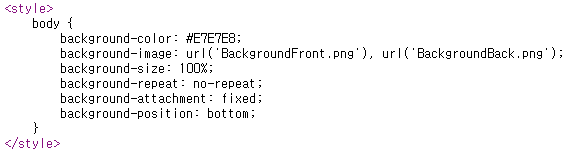 <style>
    body {
        background-color: #E7E7E8;
        background-image: url('BackgroundFront.png'), url('BackgroundBack.png');
        background-size: 100%;
        background-repeat: no-repeat;
        background-attachment: fixed;
        background-position: bottom;
    }
</style>